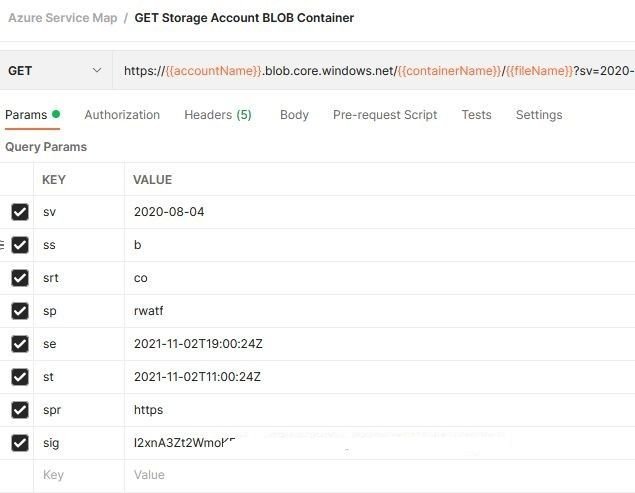 Azure Service Map / GET Storage Account BLOB Container
GET https://{{accountName}}.blob.core.windows.net/{{containerName}}/{{fileName}}?sv=2020-
Params Authorization Headers (5) Body Pre-request Script Tests Settings
Query Params
KEY VALUE
sv 2020-08-04
ss b
srt co
sp rwatf
se 2021-11-02T19:00:24Z
st 2021-11-02T11:00:24Z
spr https
sig
Key Value